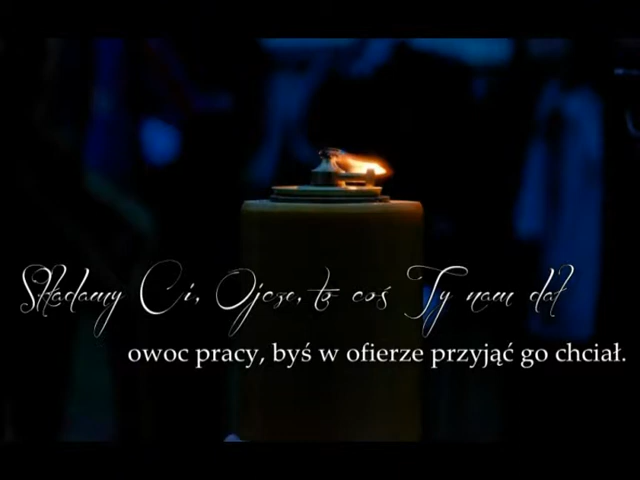 Składamy Ci, Ojcze, to coś Ty nam dał
owoc pracy, byś w ofierze przyjąć go chciał.